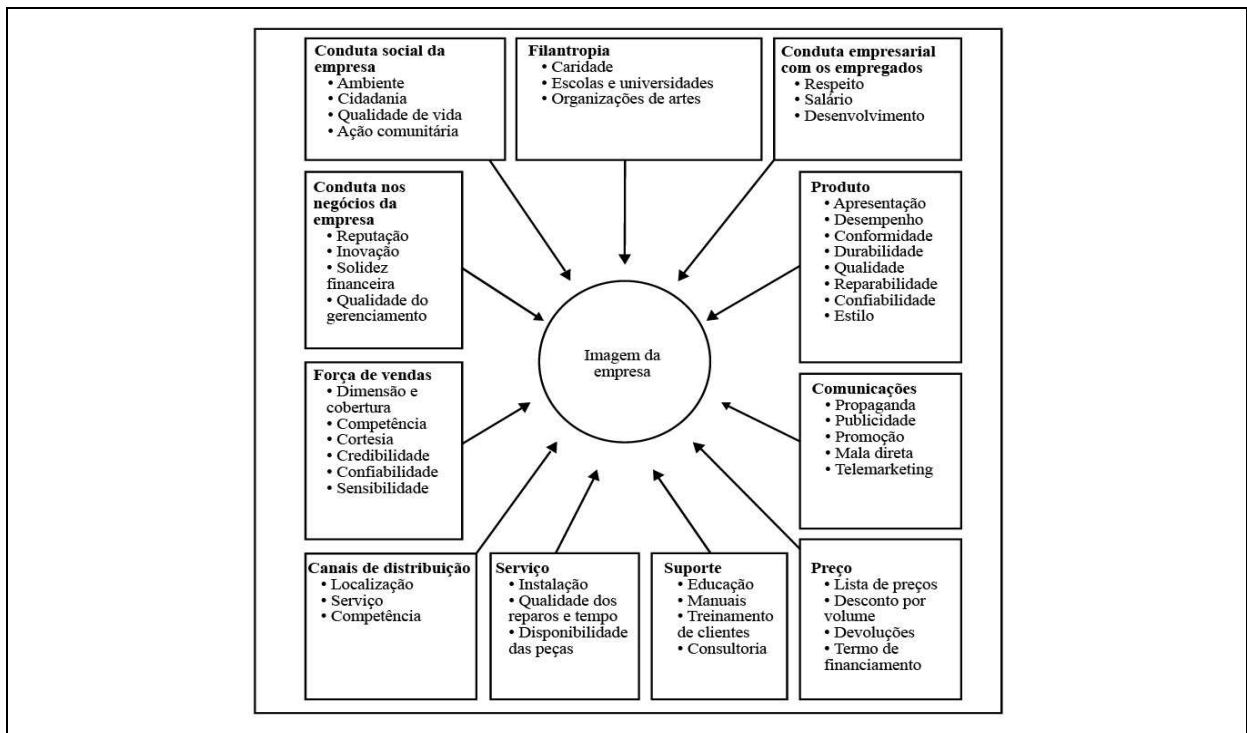 Conduta social da
empresa
• Ambiente
• Cidadania
• Qualidade de vida
• Ação comunitária
Filantropia
• Caridade
• Escolas e universidades
• Organizações de artes
Conduta empresarial
com os empregados
• Respeito
• Salário
• Desenvolvimento
Conduta nos
negócios da
empresa
• Reputação
• Inovação
• Solidez
financeira
• Qualidade do
gerenciamento
Produto
• Apresentação
• Desempenho
• Conformidade
• Durabilidade
• Qualidade
• Reparabilidade
• Confiabilidade
• Estilo
Imagem da
empresa
Força de vendas
• Dimensão e
cobertura
• Competência
• Cortesia
• Credibilidade
• Confiabilidade
• Sensibilidade
Comunicações
• Propaganda
• Publicidade
• Promoção
• Mala direta
• Telemarketing
Canais de distribuição
• Localização
• Serviço
• Competência
Serviço
• Instalação
• Qualidade dos
reparos e tempo
• Disponibilidade
das peças
Suporte
• Educação
• Manuais
• Treinamento
de clientes
• Consultoria
Preço
• Lista de preços
• Desconto por
volume
• Devoluções
• Termo de
financiamento